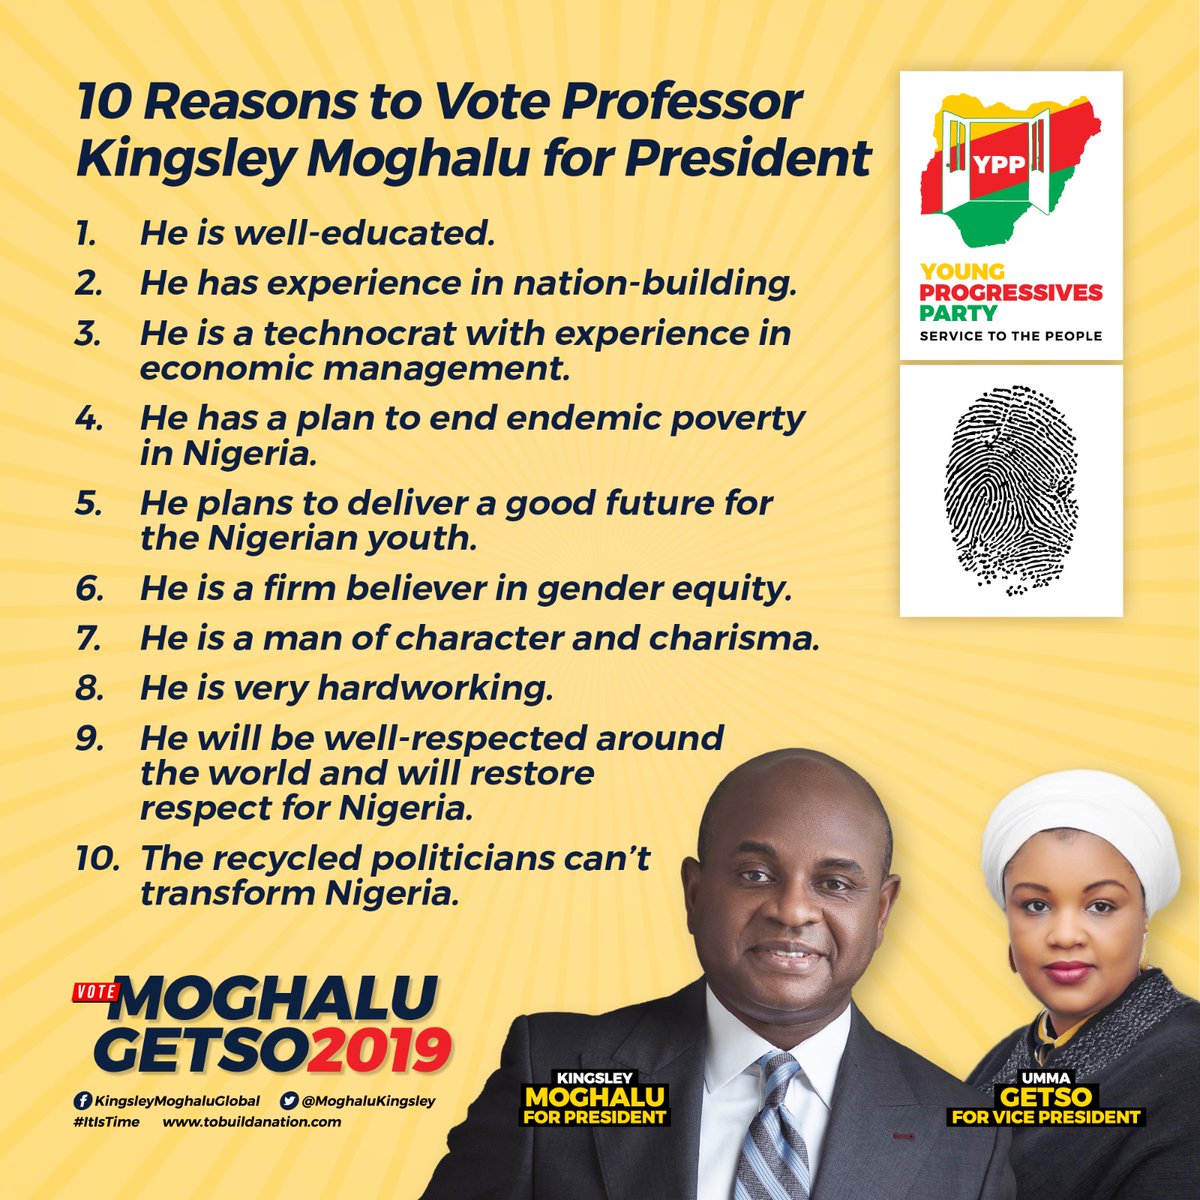 10 Reasons to Vote Professor
Kingsley Moghalu for President
1. He is well-educated.
2. He has experience in nation-building.
3. He is a technocrat with experience in
economic management.
4. He has a plan to end endemic poverty
in Nigeria.
5. He plans to deliver a good future for
the Nigerian youth.
6. He is a firm believer in gender equity.
7. He is a man of character and charisma.
8. He is very hardworking.
9. He will be well-respected around
the world and will restore
respect for Nigeria.
10. The recycled politicians can't
transform Nigeria.
YPP
YOUNG
PROGRESSIVES
PARTY
SERVICE TO THE PEOPLE
VOTE MOGHALU
GETSO2019
KingsleyMoghaluGlobal @MoghaluKingsley
#ItIsTime www.tobuildanation.com
KINGSLEY
MOGHALU
FOR PRESIDENT
UMMA
GETSO
FOR VICE PRESIDENT